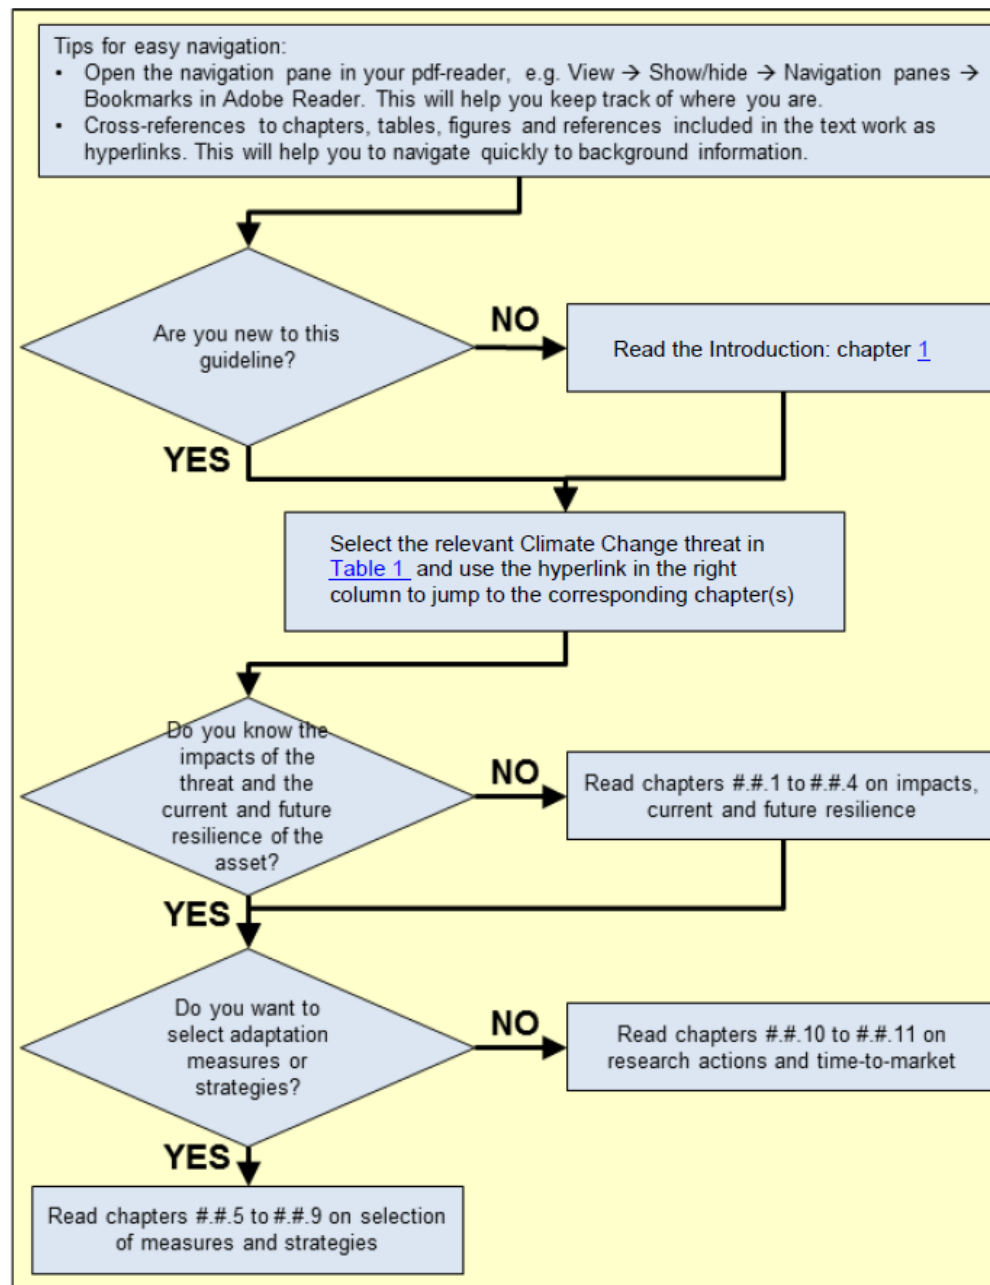 Tips for easy navigation:
• Open the navigation pane in your pdf-reader, e.g. View → Show/hide → Navigation panes →
Bookmarks in Adobe Reader. This will help you keep track of where you are.
• Cross-references to chapters, tables, figures and references included in the text work as
hyperlinks. This will help you to navigate quickly to background information.
Are you new to this
guideline?
NO
Read the Introduction: chapter 1
YES
Select the relevant Climate Change threat in
Table 1 and use the hyperlink in the right
column to jump to the corresponding chapter(s)
Do you know the
impacts of the
threat and the
current and future
resilience of the
asset?
NO
Read chapters #.#.1 to #.#.4 on impacts,
current and future resilience
YES
Do you want to
select adaptation
measures or
strategies?
NO
Read chapters #.#.10 to #.#.11 on
research actions and time-to-market
YES
Read chapters #.#.5 to #.#.9 on selection
of measures and strategies